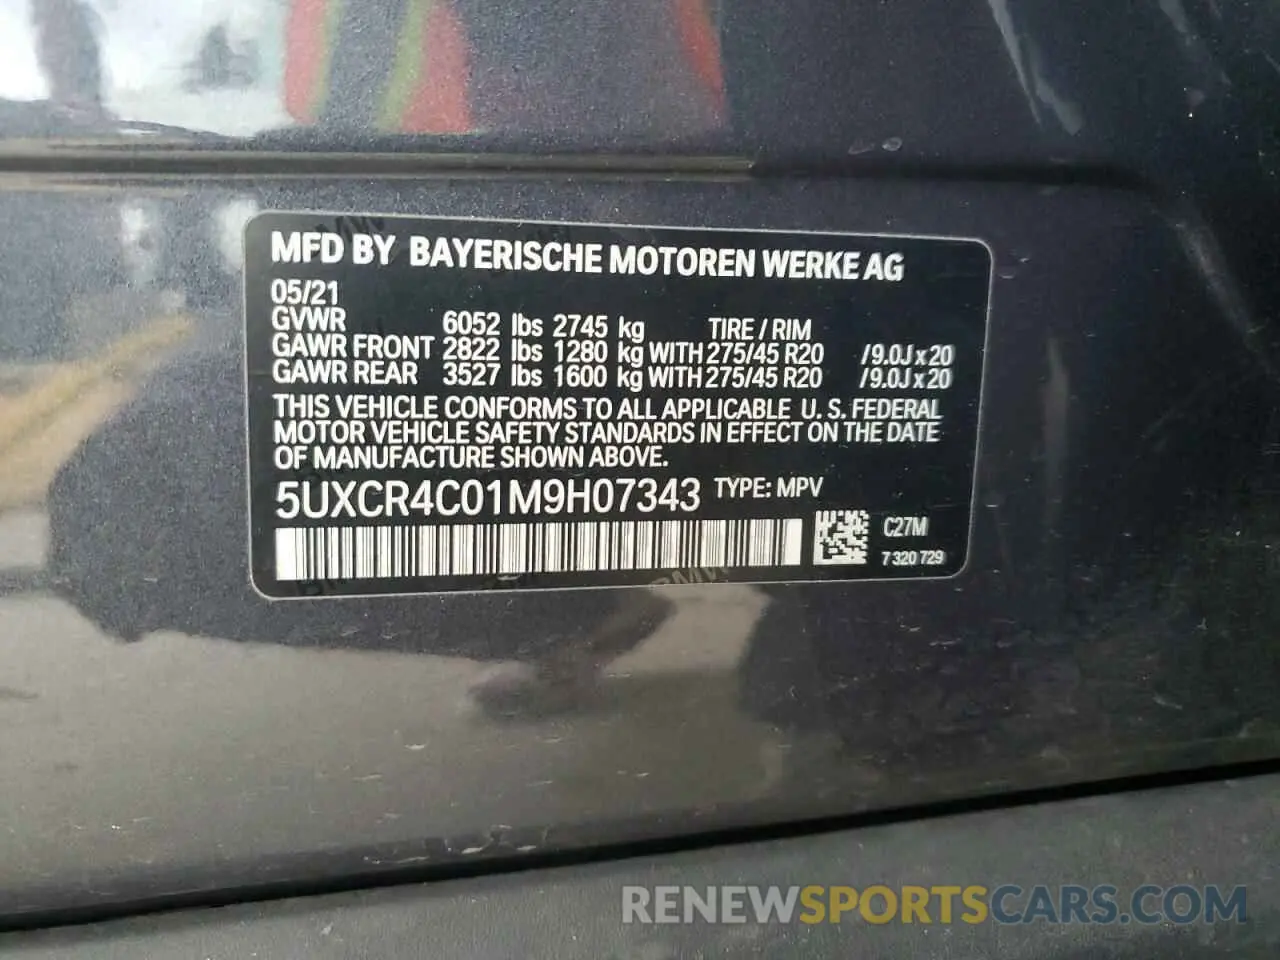 MFD BY BAYERISCHE MOTOREN WERKE AG
05/21
GVWR 6052 lbs 2745 kg TIRE / RIM
GAWR FRONT 2822 lbs 1280 kg WITH 275/45 R20 /9.0J x 20
GAWR REAR 3527 lbs 1600 kg WITH 275/45 R20 /9.0J x 20
THIS VEHICLE CONFORMS TO ALL APPLICABLE U. S. FEDERAL
MOTOR VEHICLE SAFETY STANDARDS IN EFFECT ON THE DATE
OF MANUFACTURE SHOWN ABOVE.
5UXCR4C01M9H07343 TYPE: MPV
C27M
7 320 729
BMW
RENEWSPORTSCARS.COM